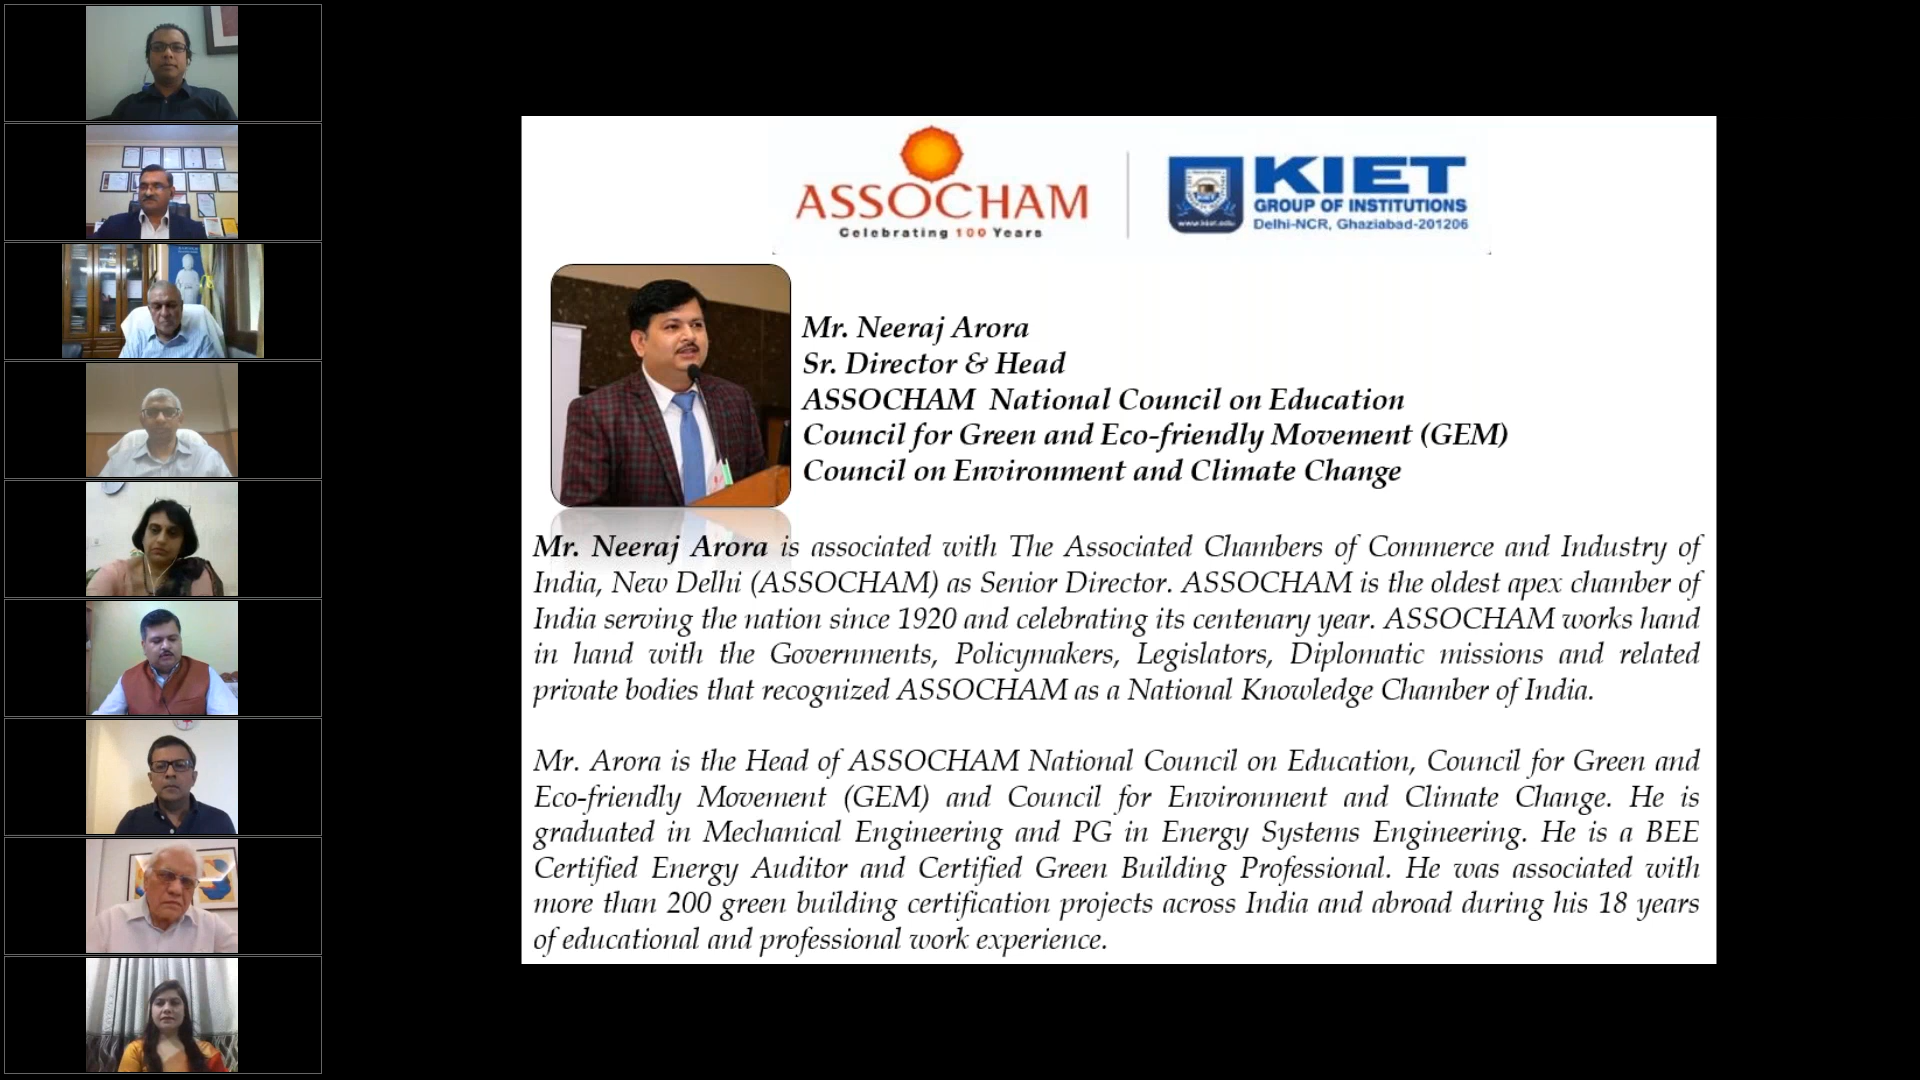 ASSOCHAM
Celebrating 100 Years
KIET
GROUP OF INSTITUTIONS
Delhi-NCR, Ghaziabad-201206
www.kiet.edu
Mr. Neeraj Arora
Sr. Director & Head
ASSOCHAM National Council on Education
Council for Green and Eco-friendly Movement (GEM)
Council on Environment and Climate Change
Mr. Neeraj Arora is associated with The Associated Chambers of Commerce and Industry of
India, New Delhi (ASSOCHAM) as Senior Director. ASSOCHAM is the oldest apex chamber of
India serving the nation since 1920 and celebrating its centenary year. ASSOCHAM works hand
in hand with the Governments, Policymakers, Legislators, Diplomatic missions and related
private bodies that recognized ASSOCHAM as a National Knowledge Chamber of India.
Mr. Arora is the Head of ASSOCHAM National Council on Education, Council for Green and
Eco-friendly Movement (GEM) and Council for Environment and Climate Change. He is
graduated in Mechanical Engineering and PG in Energy Systems Engineering. He is a BEE
Certified Energy Auditor and Certified Green Building Professional. He was associated with
more than 200 green building certification projects across India and abroad during his 18 years
of educational and professional work experience.